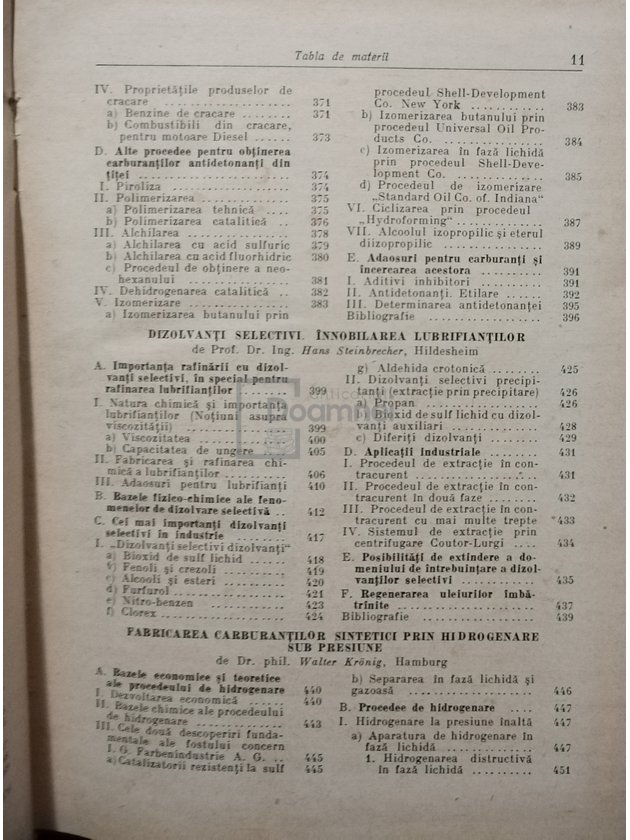 Tabla de materii 11
IV. Proprietățile produselor de
cracare .................... 371
a) Benzine de cracare ........ 371
b) Combustibili din cracare,
pentru motoare Diesel ...... 373
D. Alte procedee pentru obținerea
carburanților antidetonanți din
țiței .......................... 374
I. Piroliza .................... 374
II. Polimerizarea .............. 375
a) Polimerizarea tehnică .... 375
b) Polimerizarea catalitică .. 376
III. Alchilarea ................ 378
a) Alchilarea cu acid sulfuric 379
b) Alchilarea cu acid fluorhidric 380
c) Procedeul de obținere a neo-
hexanului .................. 381
IV. Dehidrogenarea catalitică .. 382
V. Izomerizare ................ 383
a) Izomerizarea butanului prin
procedeul Shell-Development
Co. New York ............ 383
b) Izomerizarea butanului prin
procedeul Universal Oil Pro-
ducts Co. ................ 384
c) Izomerizarea în fază lichidă
prin procedeul Shell-Deve-
lopment Co. .............. 385
d) Procedeul de izomerizare
„Standard Oil Co. of. Indiana“
VI. Ciclizarea prin procedeul
„Hydroforming“ .............. 387
VII. Alcoolul izopropilic și eterul
diizopropilic ................ 389
E. Adaosuri pentru carburanți și
încercarea acestora .......... 391
I. Aditivi inhibitori .......... 391
II. Antidetonanți. Etilare ...... 392
III. Determinarea antidetonanței 395
Bibliografie .................. 396
DIZOLVANȚI SELECTIVI. ÎNNOBILAREA LUBRIFIANȚILOR
de Prof. Dr. Ing. Hans Steinbrecher, Hildesheim
A. Importanța rafinării cu dizol-
vanți selectivi, în special pentru
rafinarea lubrifianților ........ 399
I. Natura chimică și importanța
lubrifianților (Noțiuni asupra
viscozității) ................ 399
a) Viscozitatea .............. 400
b) Capacitatea de ungere .... 405
II. Fabricarea și rafinarea chi-
mică a lubrifianților ........ 406
III. Adaosuri pentru lubrifianți 410
B. Bazele fizico-chimice ale feno-
menelor de dizolvare selectivă .. 412
C. Cei mai importanți dizolvanți
selectivi în industrie ........ 417
I. „Dizolvanți selectivi dizolvanți“
a) Bioxid de sulf lichid ...... 418
b) Fenoli și crezoli .......... 419
c) Alcooli și esteri .......... 420
d) Furfurol .................. 421
e) Nitro-benzen .............. 423
f) Clorex .................... 424
g) Aldehida crotonică ........ 425
II. Dizolvanți selectivi precipi-
tanți (extracție prin precipitare) 426
a) Propan .................... 426
b) Bioxid de sulf lichid cu dizol-
vanți auxiliari ............ 428
c) Diferiți dizolvanți ........ 429
D. Aplicații industriale .......... 431
I. Procedeul de extracție în con-
tracurent .................. 431
II. Procedeul de extracție în con-
tracurent în două faze ...... 432
III. Procedeul de extracție în con-
tracurent cu mai multe trepte 433
IV. Sistemul de extracție prin
centrifugare Coutor-Lurgi .... 434
E. Posibilități de extindere a do-
meniului de întrebuințare a dizol-
vanților selectivi ............ 435
F. Regenerarea uleiurilor îmbă-
trînite ...................... 437
Bibliografie .................. 439
FABRICAREA CARBURANȚILOR SINTETICI PRIN HIDROGENARE
SUB PRESIUNE
de Dr. phil. Walter Krönig, Hamburg
A. Bazele economice și teoretice
ale procedeului de hidrogenare 440
I. Dezvoltarea economică ...... 440
II. Bazele chimice ale procedeului
de hidrogenare .............. 443
III. Cele două descoperiri funda-
mentale ale fostului concern
I. G. Farbenindustrie A. G. .. 445
a) Catalizatorii rezistenți la sulf 445
b) Separarea în fază lichidă și
gazoasă .................. 446
B. Procedee de hidrogenare .... 447
I. Hidrogenare la presiune înaltă 447
a) Aparatura de hidrogenare în
fază lichidă .............. 447
1. Hidrogenarea distructivă
în fază lichidă .......... 451